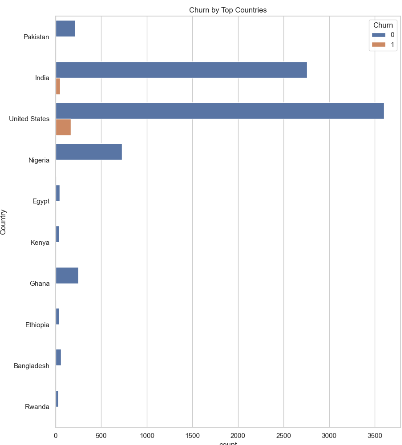 Churn by Top Countries
Churn
0
1
Country
Pakistan
India
United States
Nigeria
Egypt
Kenya
Ghana
Ethiopia
Bangladesh
Rwanda
0 500 1000 1500 2000 2500 3000 3500
count